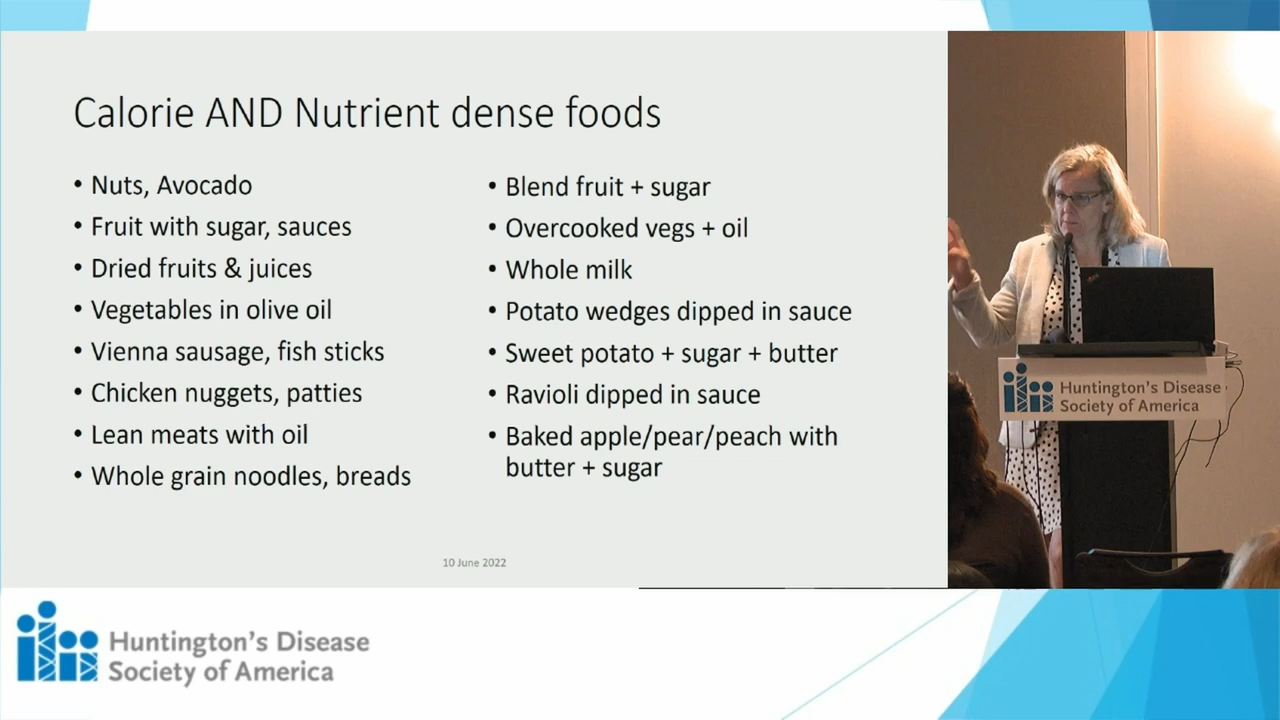 Calorie AND Nutrient dense foods
• Nuts, Avocado
• Fruit with sugar, sauces
• Dried fruits & juices
• Vegetables in olive oil
• Vienna sausage, fish sticks
• Chicken nuggets, patties
• Lean meats with oil
• Whole grain noodles, breads
• Blend fruit + sugar
• Overcooked vegs + oil
• Whole milk
• Potato wedges dipped in sauce
• Sweet potato + sugar + butter
• Ravioli dipped in sauce
• Baked apple/pear/peach with
butter + sugar
10 June 2022
Huntington's Disease
Society of America
Huntington's Disease
Society of America